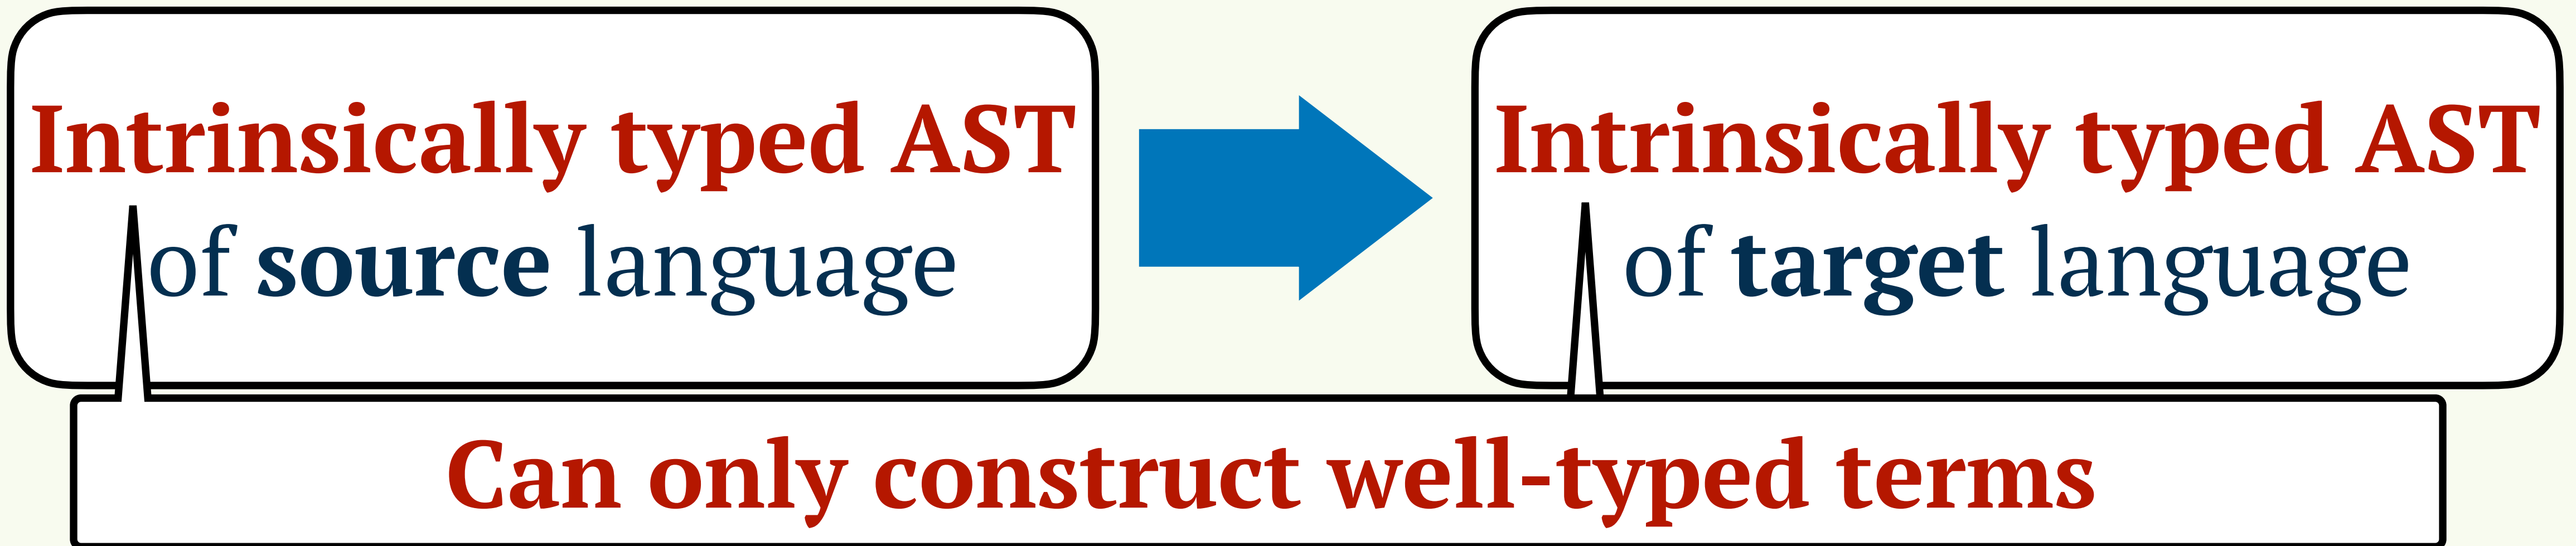 Intrinsically typed AST
of source language
Intrinsically typed AST
of target language
Can only construct well-typed terms